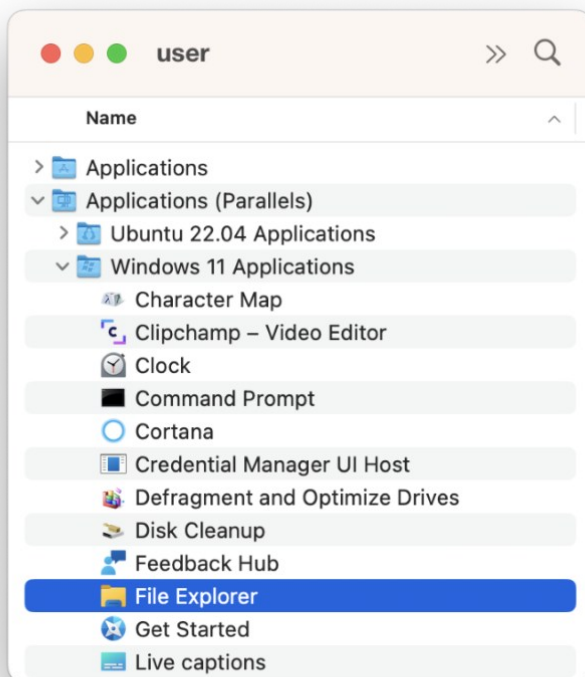 user
Name
Applications
Applications (Parallels)
Ubuntu 22.04 Applications
Windows 11 Applications
Character Map
Clipchamp – Video Editor
Clock
Command Prompt
Cortana
Credential Manager UI Host
Defragment and Optimize Drives
Disk Cleanup
Feedback Hub
File Explorer
Get Started
Live captions